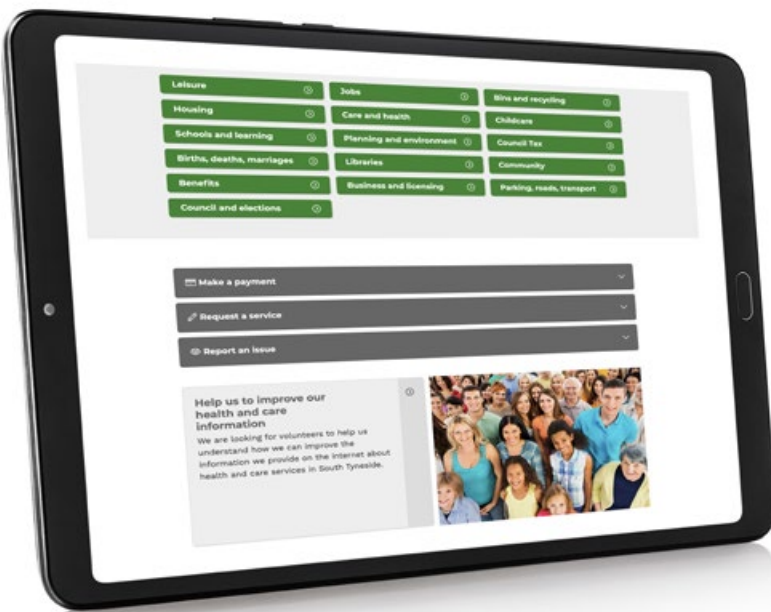 Leisure
Jobs
Bins and recycling
Housing
Care and health
Childcare
Schools and learning
Planning and environment
Council Tax
Births, deaths, marriages
Libraries
Community
Benefits
Business and licensing
Parking, roads, transport
Council and elections
Make a payment
Request a service
Report an issue
Help us to improve our
health and care
information
We are looking for volunteers to help us
understand how we can improve the
information we provide on the internet about
health and care services in South Tyneside.